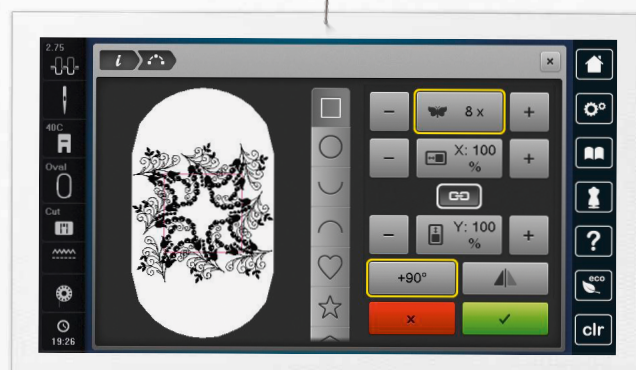 2.75
40C
Oval
Cut
19:26
i
×
−
8 x
+
−
X: 100
%
+
−
Y: 100
%
+
+90°
?
eco
clr